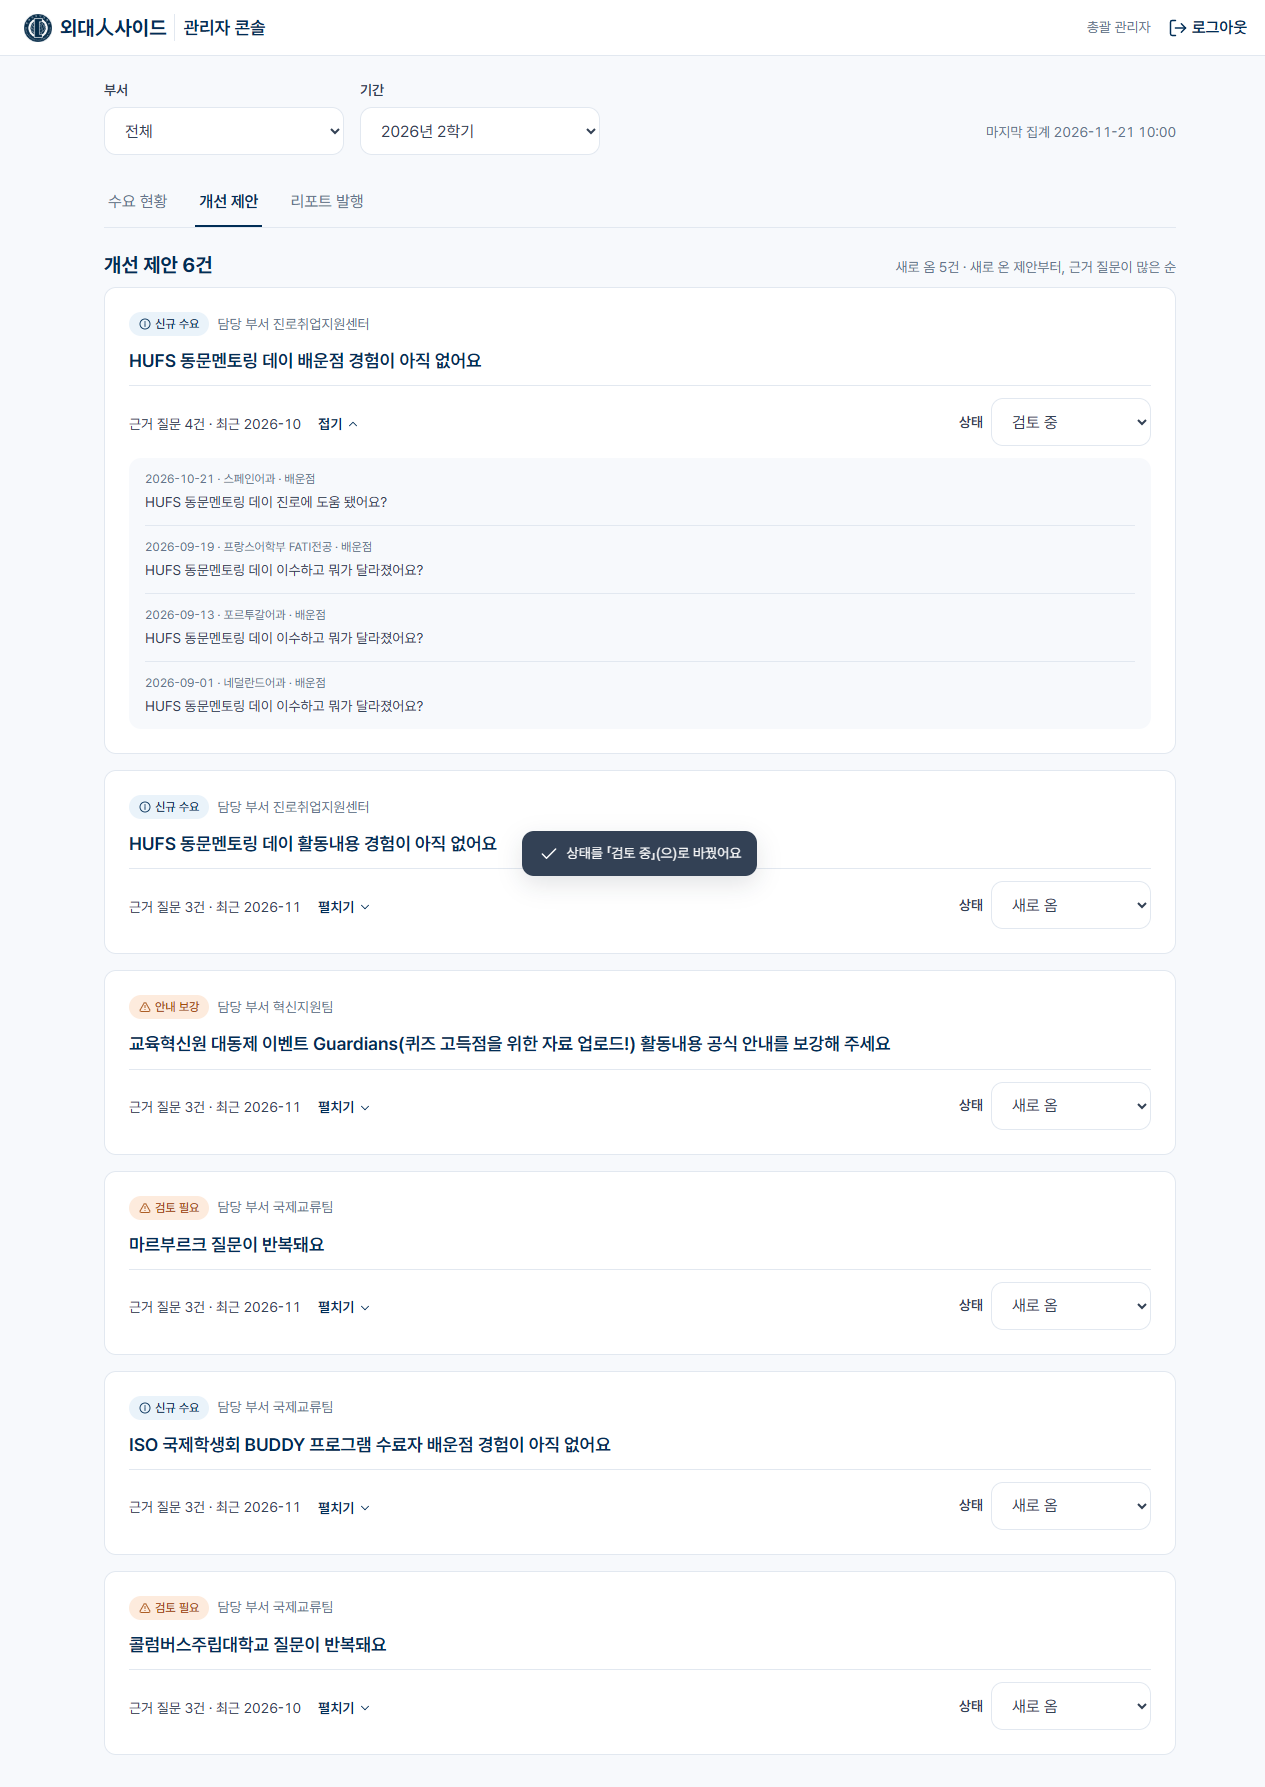 외대人사이드 관리자 콘솔
총괄 관리자 로그아웃
부서
전체
기간
2026년 2학기
마지막 집계 2026-11-21 10:00
수요 현황 개선 제안 리포트 발행
개선 제안 6건
새로 옴 5건 · 새로 온 제안부터, 근거 질문이 많은 순
신규 수요 담당 부서 진로취업지원센터
HUFS 동문멘토링 데이 배운점 경험이 아직 없어요
근거 질문 4건 · 최근 2026-10 접기
상태 검토 중
2026-10-21 · 스페인어과 · 배운점
HUFS 동문멘토링 데이 진로에 도움 됐어요?
2026-09-19 · 프랑스어학부 FATI전공 · 배운점
HUFS 동문멘토링 데이 이수하고 뭐가 달라졌어요?
2026-09-13 · 포르투갈어과 · 배운점
HUFS 동문멘토링 데이 이수하고 뭐가 달라졌어요?
2026-09-01 · 네덜란드어과 · 배운점
HUFS 동문멘토링 데이 이수하고 뭐가 달라졌어요?
신규 수요 담당 부서 진로취업지원센터
HUFS 동문멘토링 데이 활동내용 경험이 아직 없어요
상태를 「검토 중」(으)로 바꿨어요
근거 질문 3건 · 최근 2026-11 펼치기
상태 새로 옴
안내 보강 담당 부서 혁신지원팀
교육혁신원 대동제 이벤트 Guardians(퀴즈 고득점을 위한 자료 업로드!) 활동내용 공식 안내를 보강해 주세요
근거 질문 3건 · 최근 2026-11 펼치기
상태 새로 옴
검토 필요 담당 부서 국제교류팀
마르부르크 질문이 반복돼요
근거 질문 3건 · 최근 2026-11 펼치기
상태 새로 옴
신규 수요 담당 부서 국제교류팀
ISO 국제학생회 BUDDY 프로그램 수료자 배운점 경험이 아직 없어요
근거 질문 3건 · 최근 2026-11 펼치기
상태 새로 옴
검토 필요 담당 부서 국제교류팀
콜럼버스주립대학교 질문이 반복돼요
근거 질문 3건 · 최근 2026-10 펼치기
상태 새로 옴